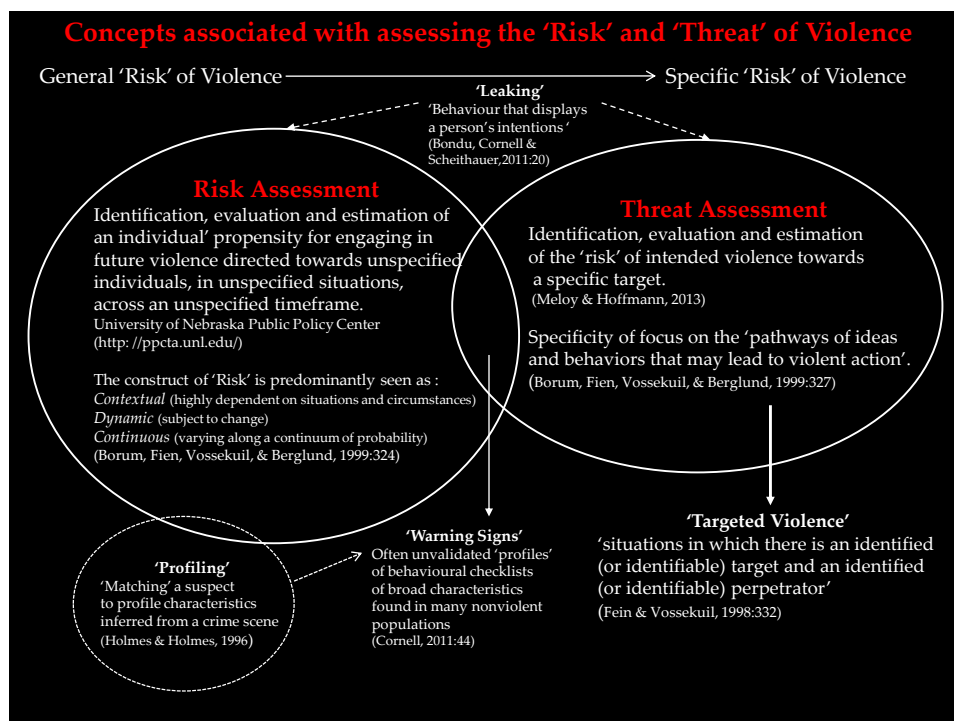 Concepts associated with assessing the ‘Risk’ and ‘Threat’ of Violence
General ‘Risk’ of Violence
Specific ‘Risk’ of Violence
‘Leaking’
‘Behaviour that displays
a person’s intentions ‘
(Bondu, Cornell &
Scheithauer,2011:20)
Risk Assessment
Identification, evaluation and estimation of
an individual’ propensity for engaging in
future violence directed towards unspecified
individuals, in unspecified situations,
across an unspecified timeframe.
University of Nebraska Public Policy Center
(http: //ppcta.unl.edu/)
The construct of ‘Risk’ is predominantly seen as :
Contextual (highly dependent on situations and circumstances)
Dynamic (subject to change)
Continuous (varying along a continuum of probability)
(Borum, Fien, Vossekuil, & Berglund, 1999:324)
Threat Assessment
Identification, evaluation and estimation
of the ‘risk’ of intended violence towards
a specific target.
(Meloy & Hoffmann, 2013)
Specificity of focus on the ‘pathways of ideas
and behaviors that may lead to violent action’.
(Borum, Fien, Vossekuil, & Berglund, 1999:327)
‘Profiling’
‘Matching’ a suspect
to profile characteristics
inferred from a crime scene
(Holmes & Holmes, 1996)
‘Warning Signs’
Often unvalidated ‘profiles’
of behavioural checklists
of broad characteristics
found in many nonviolent
populations
(Cornell, 2011:44)
‘Targeted Violence’
‘situations in which there is an identified
(or identifiable) target and an identified
(or identifiable) perpetrator’
(Fein & Vossekuil, 1998:332)